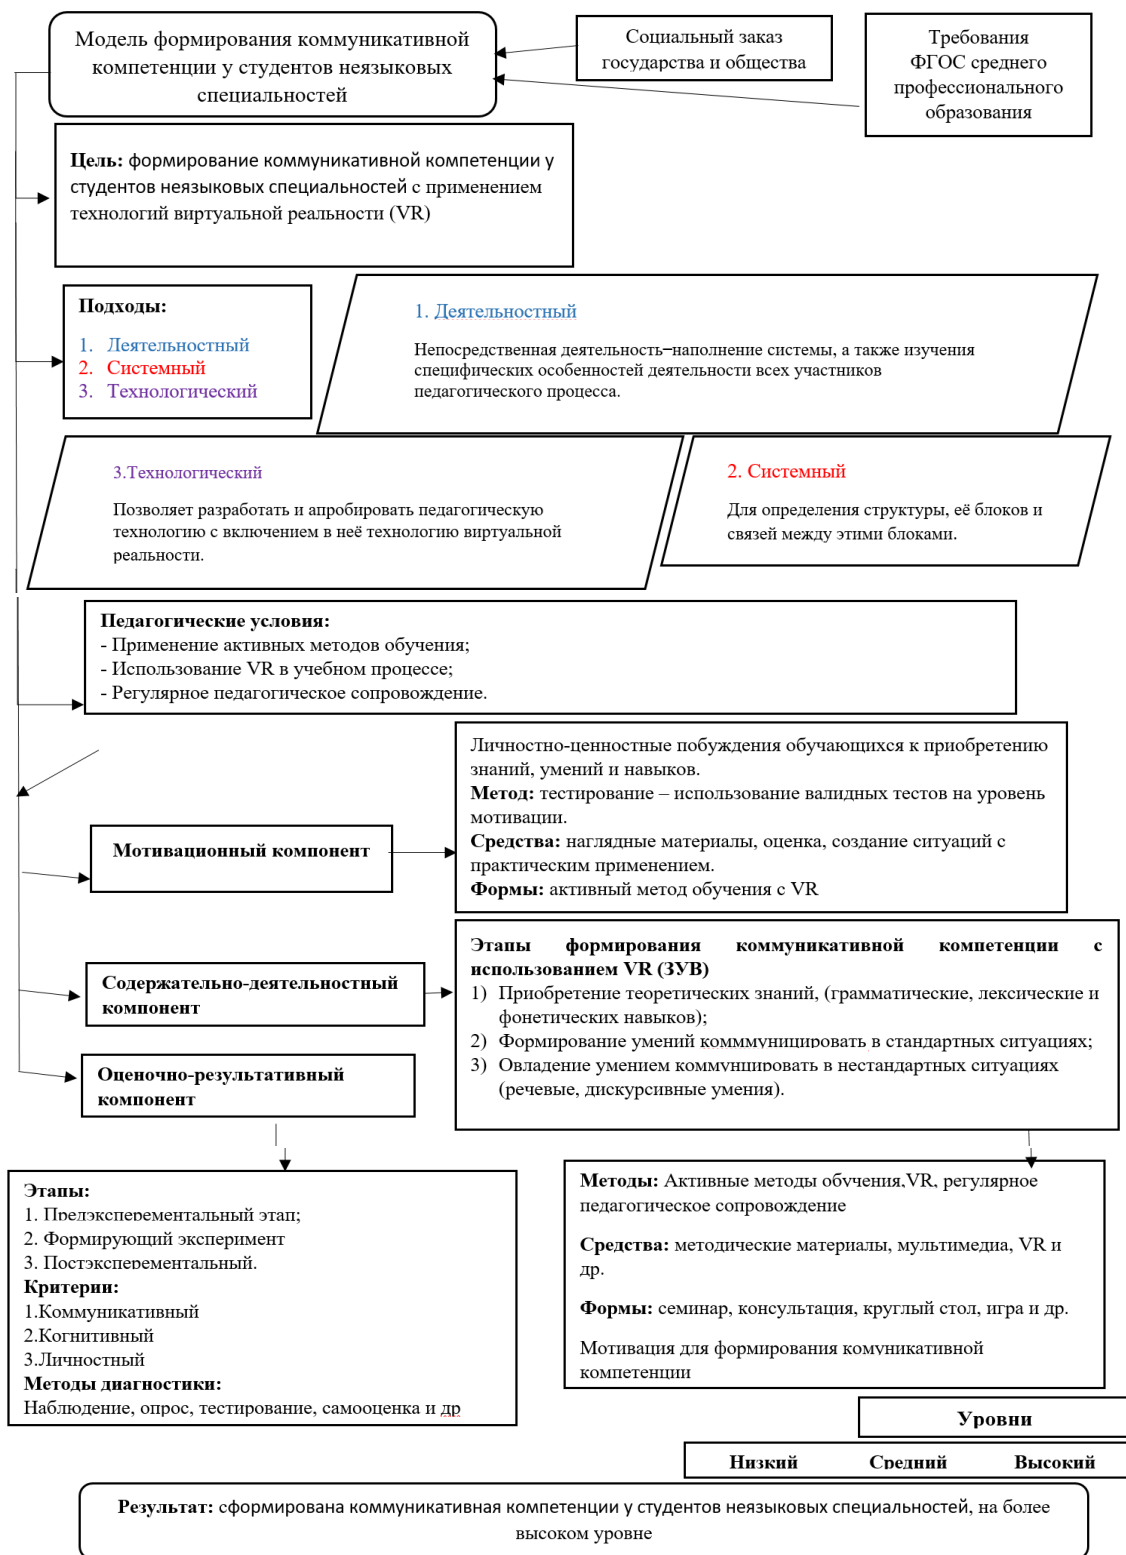 Модель формирования коммуникативной
компетенции у студентов неязыковых
специальностей
Социальный заказ
государства и общества
Требования
ФГОС среднего
профессионального
образования
Цель: формирование коммуникативной компетенции у
студентов неязыковых специальностей с применением
технологий виртуальной реальности (VR)
Подходы:
1. Деятельностный
2. Системный
3. Технологический
1. Деятельностный
Непосредственная деятельность–наполнение системы, а также изучения
специфических особенностей деятельности всех участников
педагогического процесса.
3.Технологический
Позволяет разработать и апробировать педагогическую
технологию с включением в неё технологию виртуальной
реальности.
2. Системный
Для определения структуры, её блоков и
связей между этими блоками.
Педагогические условия:
- Применение активных методов обучения;
- Использование VR в учебном процессе;
- Регулярное педагогическое сопровождение.
Личностно-ценностные побуждения обучающихся к приобретению
знаний, умений и навыков.
Метод: тестирование – использование валидных тестов на уровень
мотивации.
Средства: наглядные материалы, оценка, создание ситуаций с
практическим применением.
Формы: активный метод обучения с VR
Мотивационный компонент
Этапы формирования коммуникативной компетенции с
использованием VR (ЗУВ)
1) Приобретение теоретических знаний, (грамматические, лексические и
фонетических навыков);
2) Формирование умений комммуницировать в стандартных ситуациях;
3) Овладение умением коммунцировать в нестандартных ситуациях
(речевые, дискурсивные умения).
Содержательно-деятельностный
компонент
Оценочно-результативный
компонент
Этапы:
1. Предэксперементальный этап;
2. Формирующий эксперимент
3. Постэксперементальный.
Критерии:
1.Коммуникативный
2.Когнитивный
3.Личностный
Методы диагностики:
Наблюдение, опрос, тестирование, самооценка и др
Методы: Активные методы обучения,VR, регулярное
педагогическое сопровождение
Средства: методические материалы, мультимедиа, VR и
др.
Формы: семинар, консультация, круглый стол, игра и др.
Мотивация для формирования комуникативной
компетенции
Уровни
Низкий Средний Высокий
Результат: сформирована коммуникативная компетенции у студентов неязыковых специальностей, на более
высоком уровне